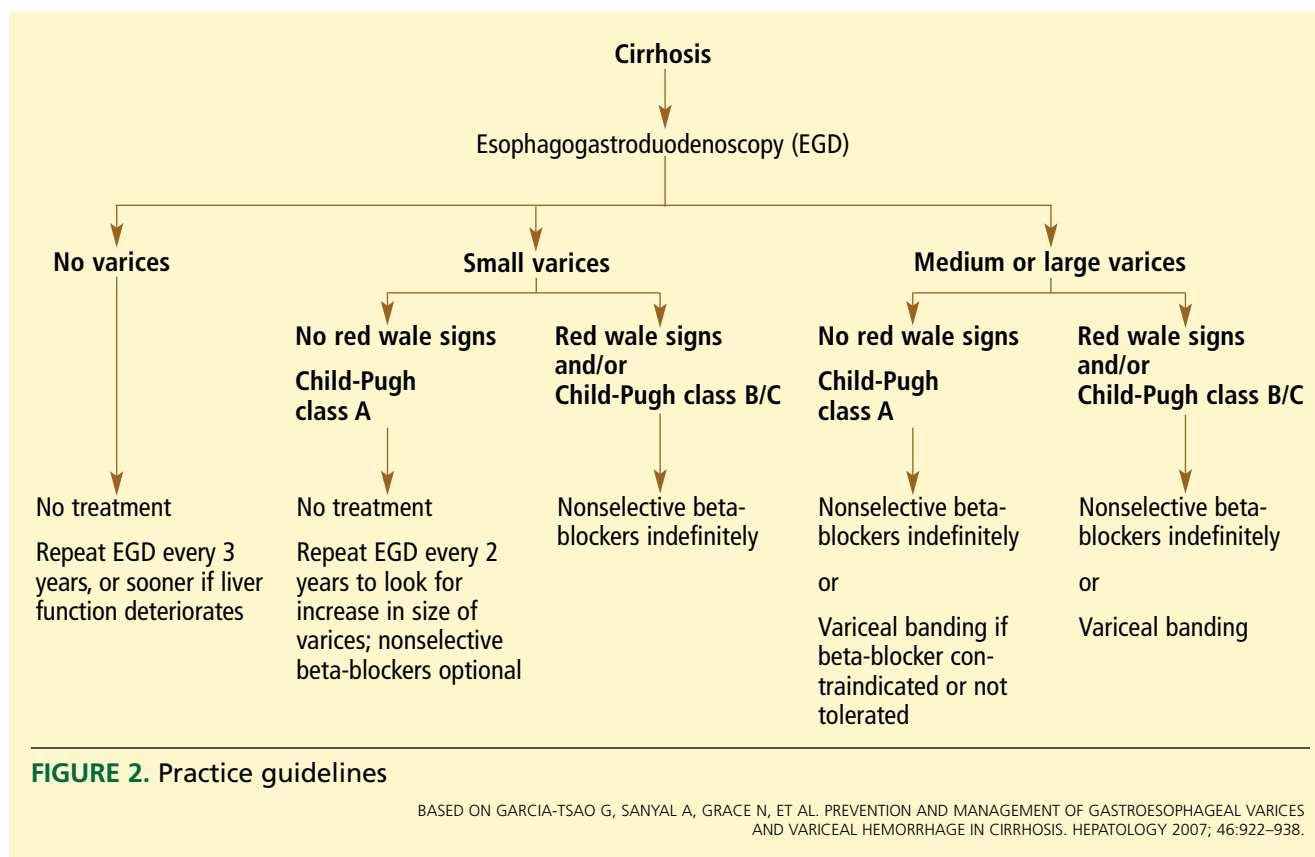 Cirrhosis
Esophagogastroduodenoscopy (EGD)
No varices
Small varices
Medium or large varices
No red wale signs
Child-Pugh
class A
Red wale signs
and/or
Child-Pugh class B/C
No red wale signs
Child-Pugh
class A
Red wale signs
and/or
Child-Pugh class B/C
No treatment
Repeat EGD every 3
years, or sooner if liver
function deteriorates
No treatment
Repeat EGD every 2
years to look for
increase in size of
varices; nonselective
beta-blockers optional
Nonselective beta-
blockers indefinitely
Nonselective beta-
blockers indefinitely
or
Variceal banding if
beta-blocker con-
traindicated or not
tolerated
Nonselective beta-
blockers indefinitely
or
Variceal banding
FIGURE 2. Practice guidelines
BASED ON GARCIA-TSAO G, SANYAL A, GRACE N, ET AL. PREVENTION AND MANAGEMENT OF GASTROESOPHAGEAL VARICES
AND VARICEAL HEMORRHAGE IN CIRRHOSIS. HEPATOLOGY 2007; 46:922–938.